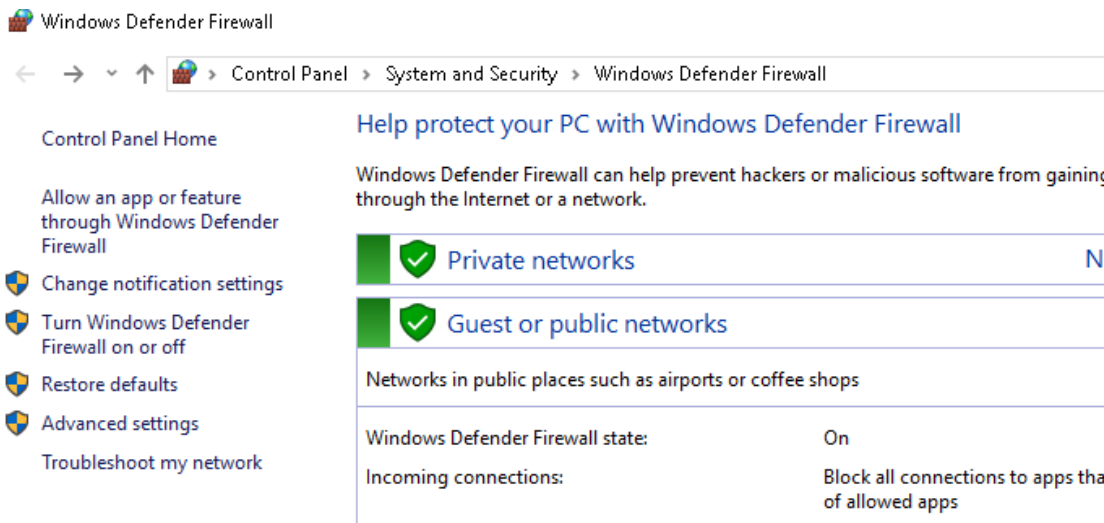 Windows Defender Firewall
Control Panel > System and Security > Windows Defender Firewall
Control Panel Home
Allow an app or feature
through Windows Defender
Firewall
Change notification settings
Turn Windows Defender
Firewall on or off
Restore defaults
Advanced settings
Troubleshoot my network
Help protect your PC with Windows Defender Firewall
Windows Defender Firewall can help prevent hackers or malicious software from gaining
through the Internet or a network.
Private networks
Guest or public networks
Networks in public places such as airports or coffee shops
Windows Defender Firewall state: On
Incoming connections: Block all connections to apps
of allowed apps